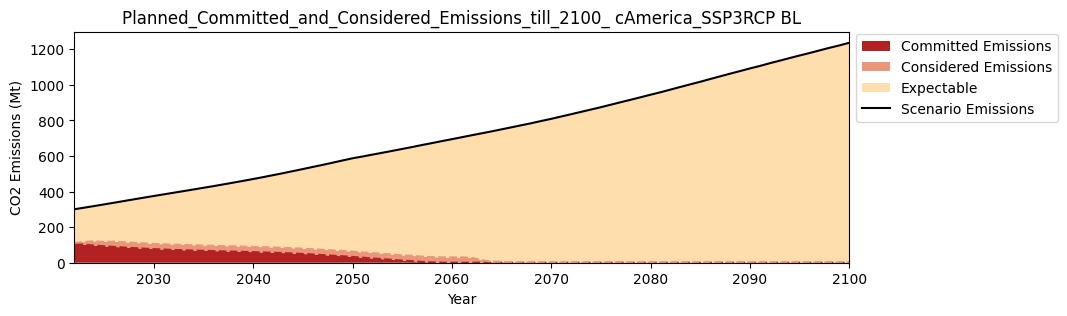 Planned_Committed_and_Considered_Emissions_till_2100_ cAmerica_SSP3RCP BL
CO2 Emissions (Mt)
1200
1000
800
600
400
200
0
2030 2040 2050 2060 2070 2080 2090 2100
Year
Committed Emissions
Considered Emissions
Expectable
Scenario Emissions